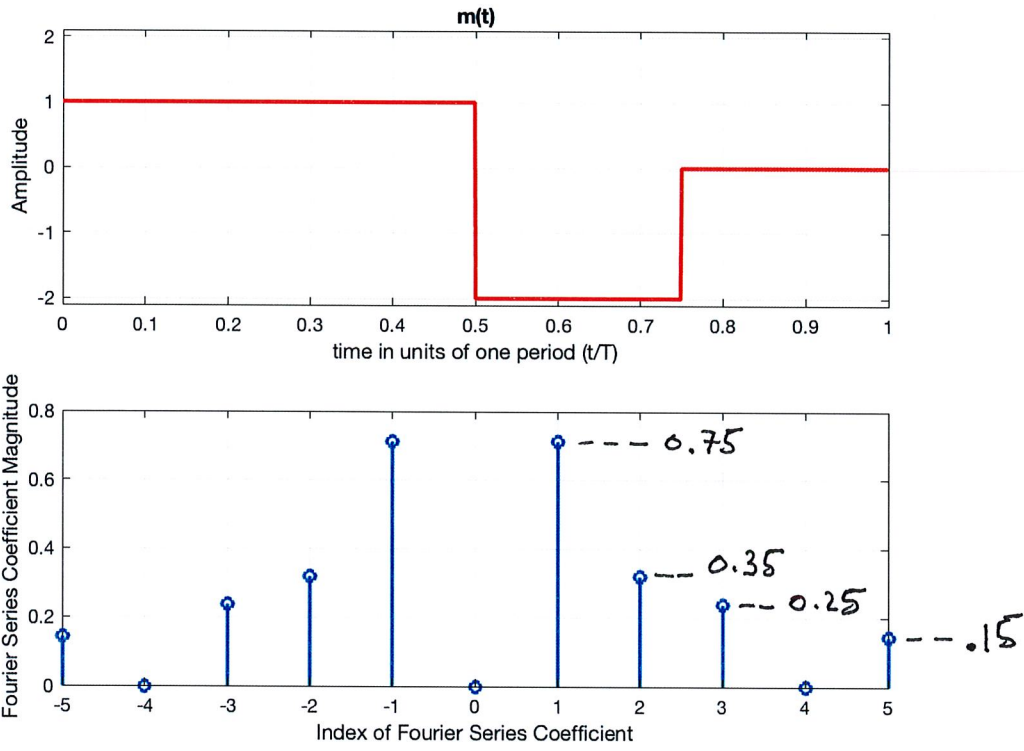 m(t)
2
1
0
-1
-2
Amplitude
0 0.1 0.2 0.3 0.4 0.5 0.6 0.7 0.8 0.9 1
time in units of one period (t/T)
0.8
0.6
0.4
0.2
0
Fourier Series Coefficient Magnitude
--- 0.75
-- 0.35
-- 0.25
-- .15
-5 -4 -3 -2 -1 0 1 2 3 4 5
Index of Fourier Series Coefficient